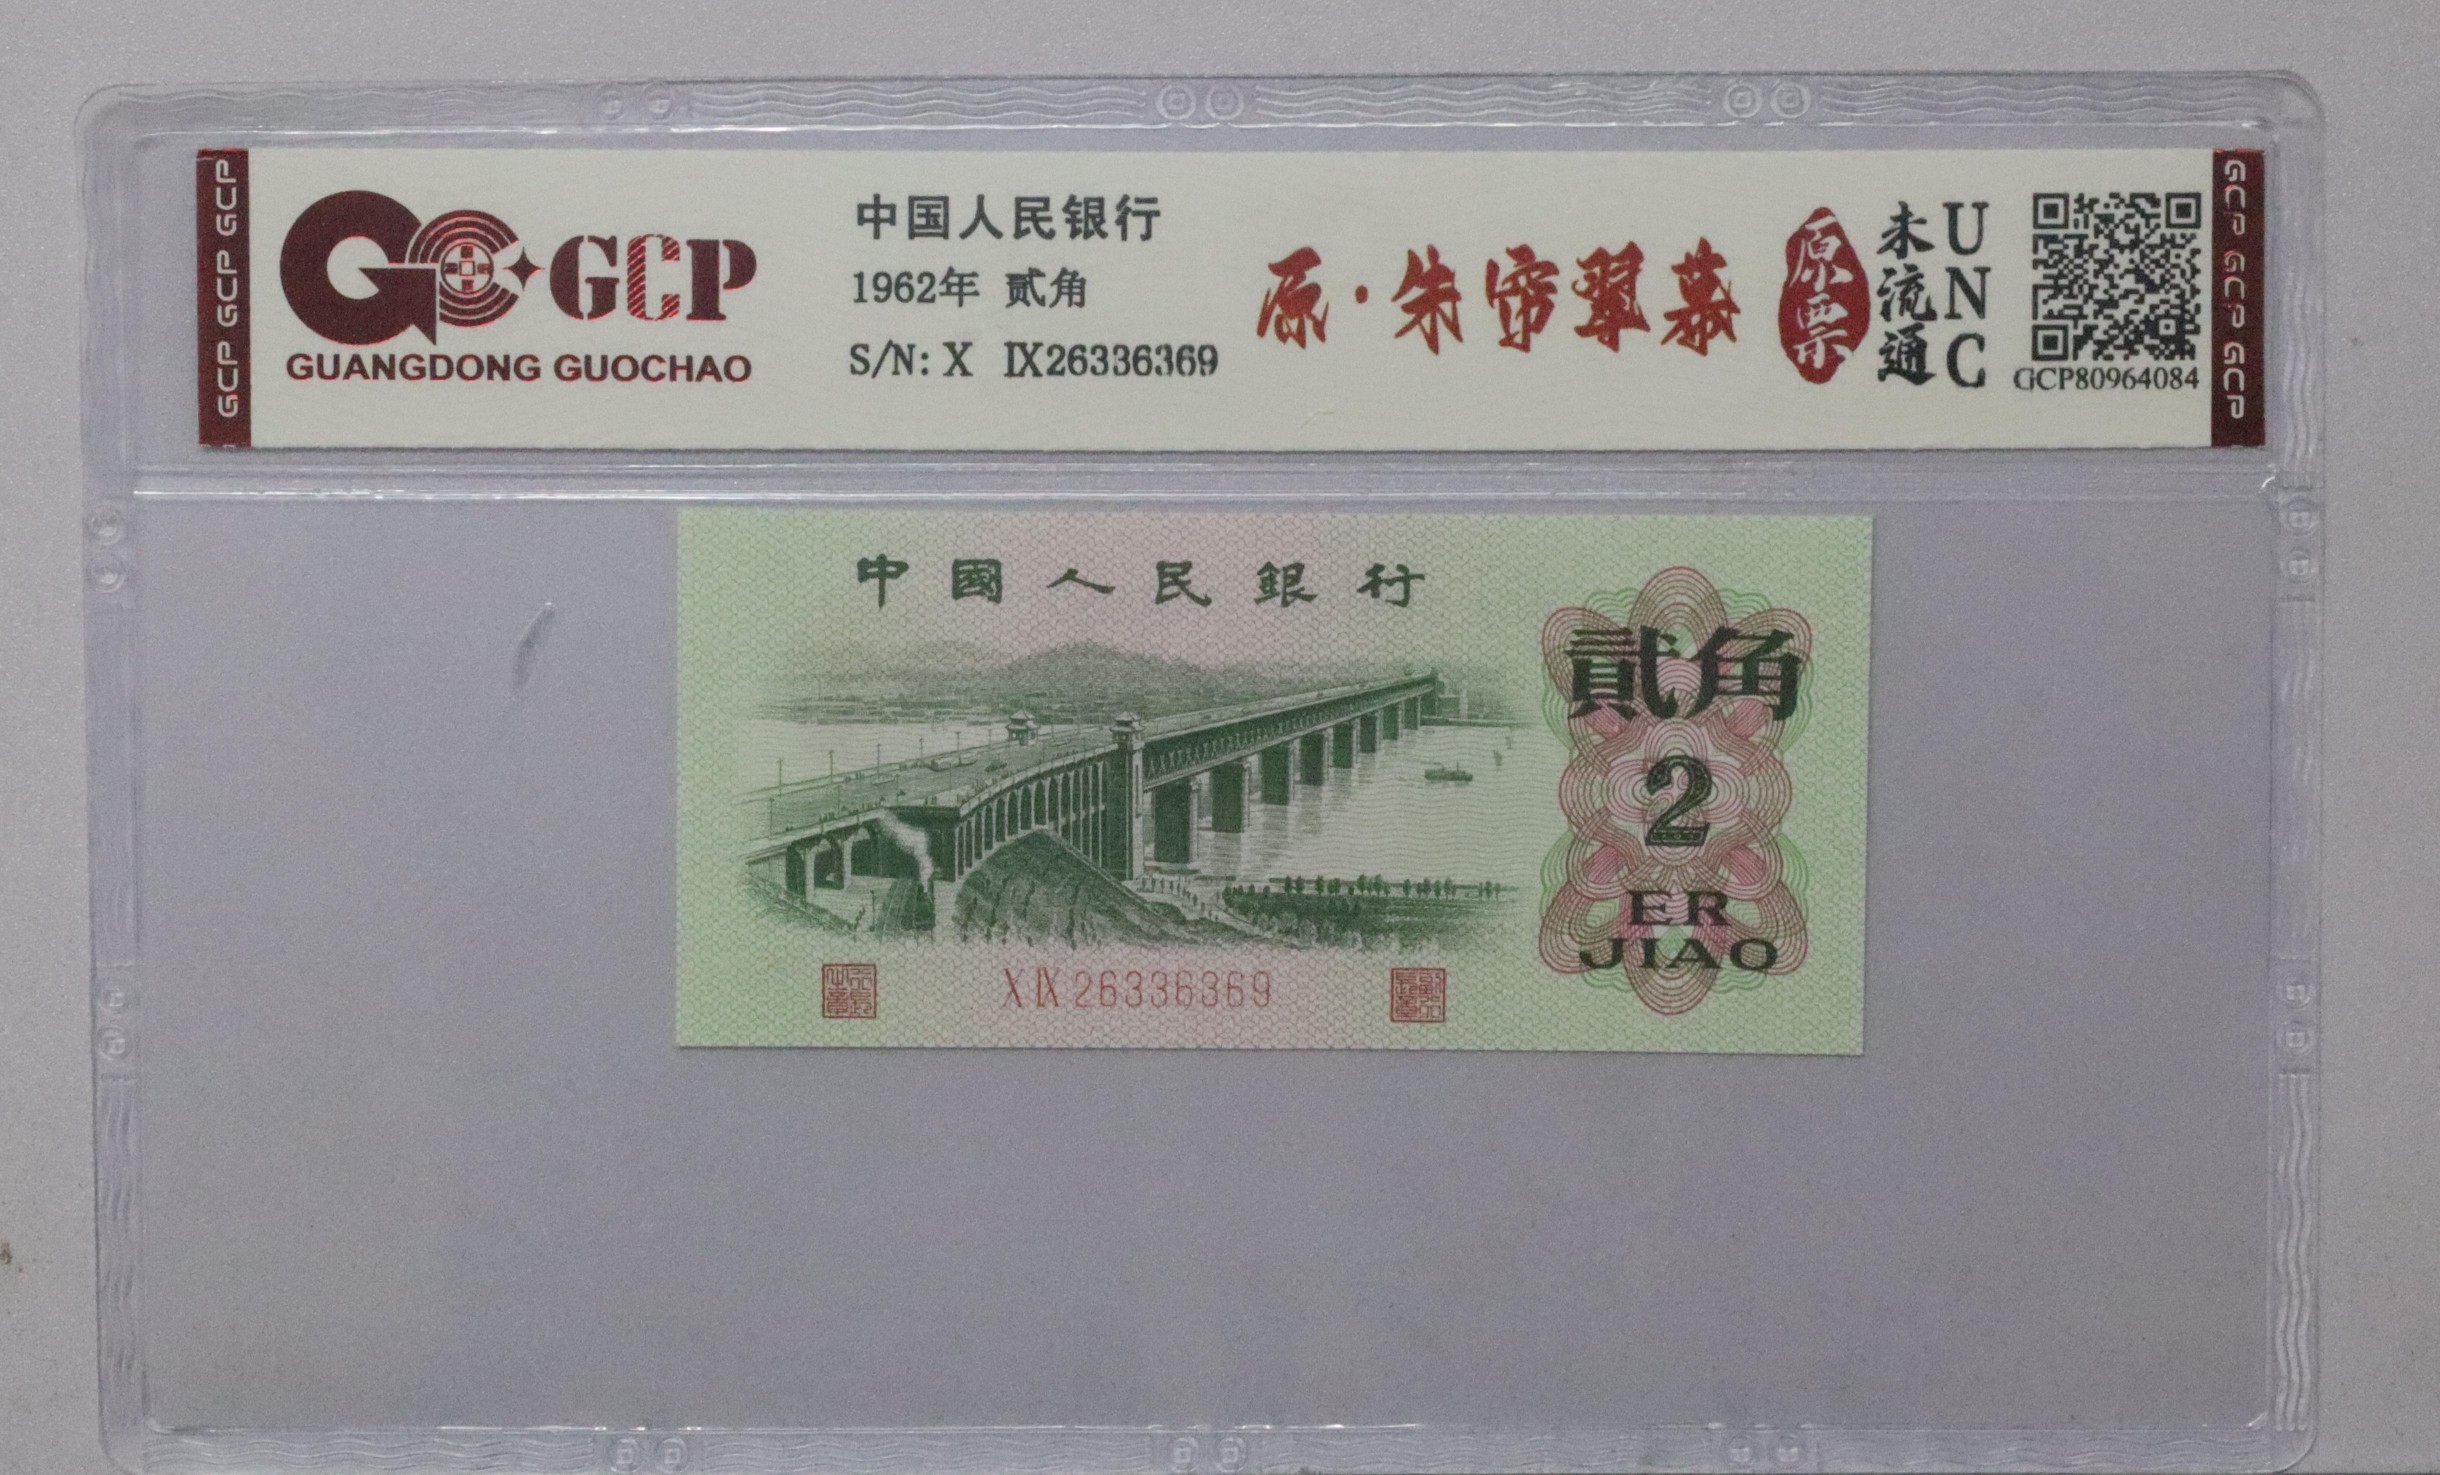 GCP GCP GCP
GCP
GUANGDONG GUOCHAO
中国人民银行
1962年 贰角
S/N: X IX26336369
原·朱帘翠幕
原票
未流通
UNC
GCP80964084
GCP GCP GCP
中國人民銀行
貳角
2
ER
JIAO
X IX 26336369